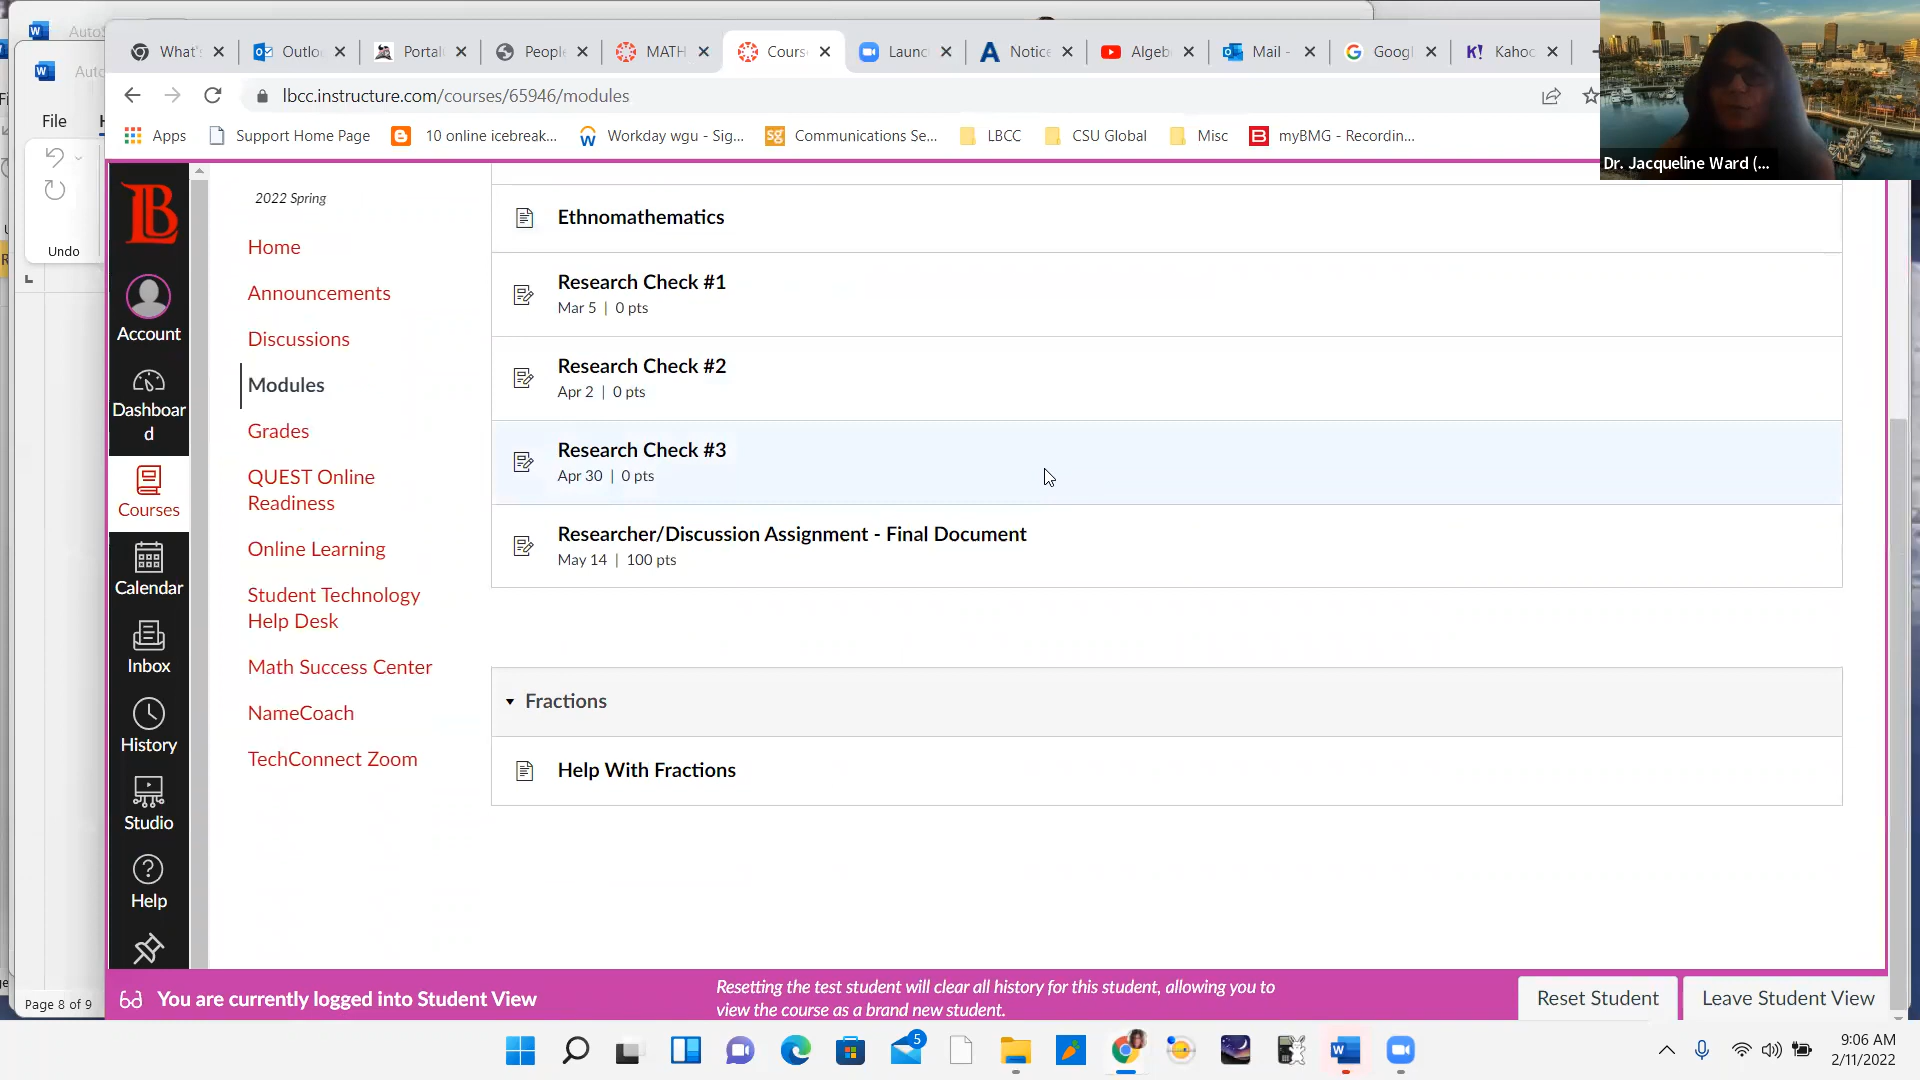 AutoS
Auto
What'
Outlo
Portal
People
MATH
Cours
Launc
Notice
Algeb
Mail -
Googl
Kahoo
lbcc.instructure.com/courses/65946/modules
File
Apps
Support Home Page
10 online icebreak...
Workday wgu - Sig...
Communications Se...
LBCC
CSU Global
Misc
myBMG - Recordin...
Dr. Jacqueline Ward (...
Undo
LB
Account
Dashboar
d
Courses
Calendar
Inbox
History
Studio
Help
2022 Spring
Home
Announcements
Discussions
Modules
Grades
QUEST Online
Readiness
Online Learning
Student Technology
Help Desk
Math Success Center
NameCoach
TechConnect Zoom
Ethnomathematics
Research Check #1
Mar 5 | 0 pts
Research Check #2
Apr 2 | 0 pts
Research Check #3
Apr 30 | 0 pts
Researcher/Discussion Assignment - Final Document
May 14 | 100 pts
Fractions
Help With Fractions
Page 8 of 9
You are currently logged into Student View
Resetting the test student will clear all history for this student, allowing you to
view the course as a brand new student.
Reset Student
Leave Student View
5
9:06 AM
2/11/2022